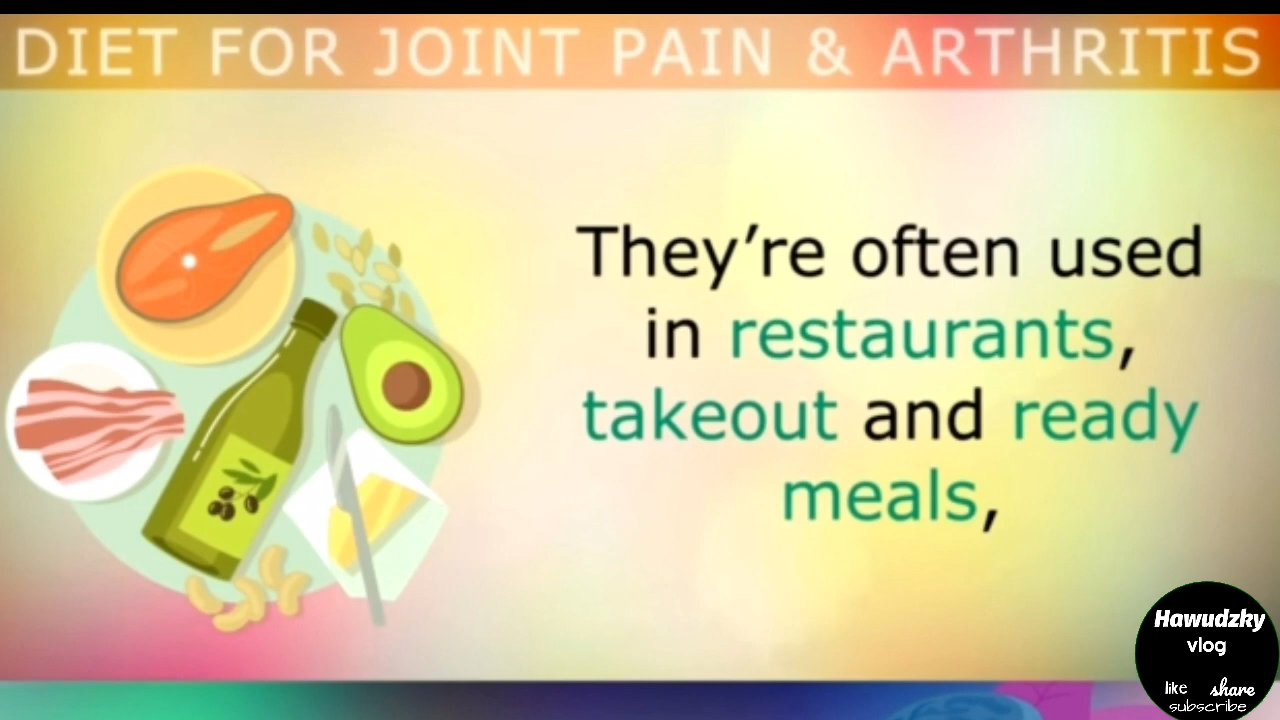 DIET FOR JOINT PAIN & ARTHRITIS
They’re often used
in restaurants,
takeout and ready
meals,
Hawudzky
vlog
like share
subscribe